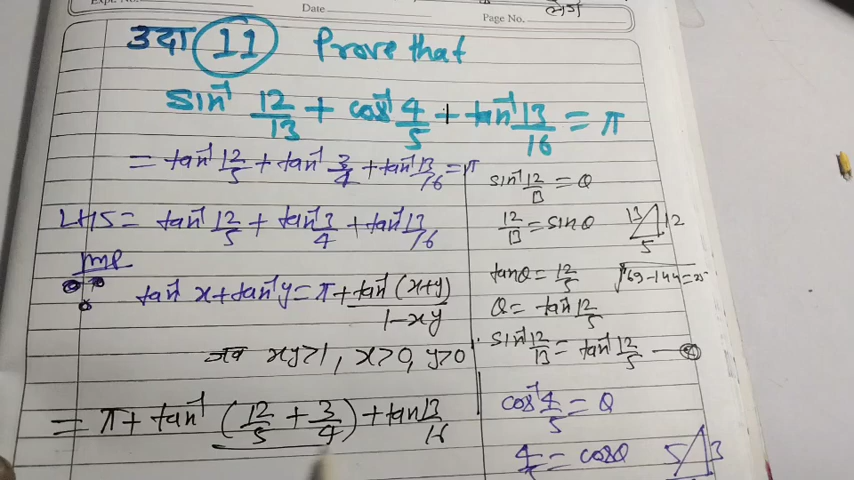 Date
Page No.
उदा 11 Prove that
sin⁻¹ 12/13 + cos⁻¹ 4/5 + tan⁻¹ 13/16 = π
= tan⁻¹ 12/5 + tan⁻¹ 3/4 + tan⁻¹ 13/16 = π
LHS = tan⁻¹ 12/5 + tan⁻¹ 3/4 + tan⁻¹ 13/16
Imp
tan⁻¹ x + tan⁻¹ y = π + tan⁻¹ (x+y)/1-xy
जब xy>1, x>0, y>0
= π + tan⁻¹ (12/5 + 3/4) + tan 13/16
sin⁻¹ 12/13 = θ
12/13 = sin θ 13 12 5
tan θ = 12/5 √169-144=25
θ = tan⁻¹ 12/5
sin⁻¹ 12/13 = tan⁻¹ 12/5
cos⁻¹ 4/5 = θ
4/5 = cos θ 5 3